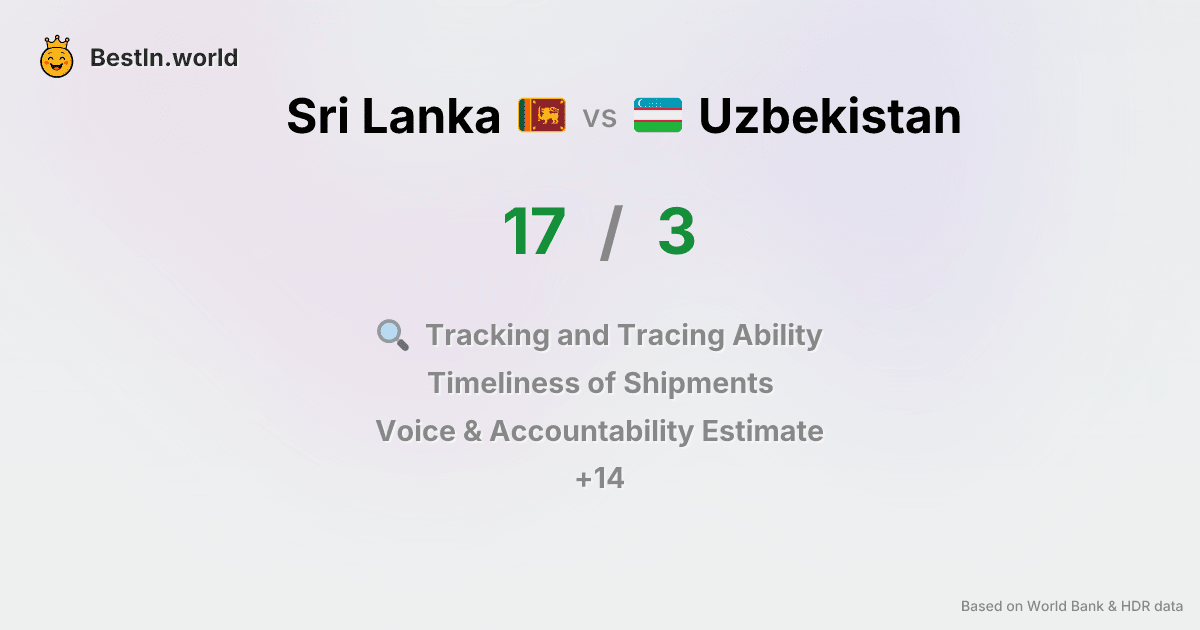 BestIn.world
Sri Lanka vs Uzbekistan
17 / 3
Tracking and Tracing Ability
Timeliness of Shipments
Voice & Accountability Estimate
+14
Based on World Bank & HDR data